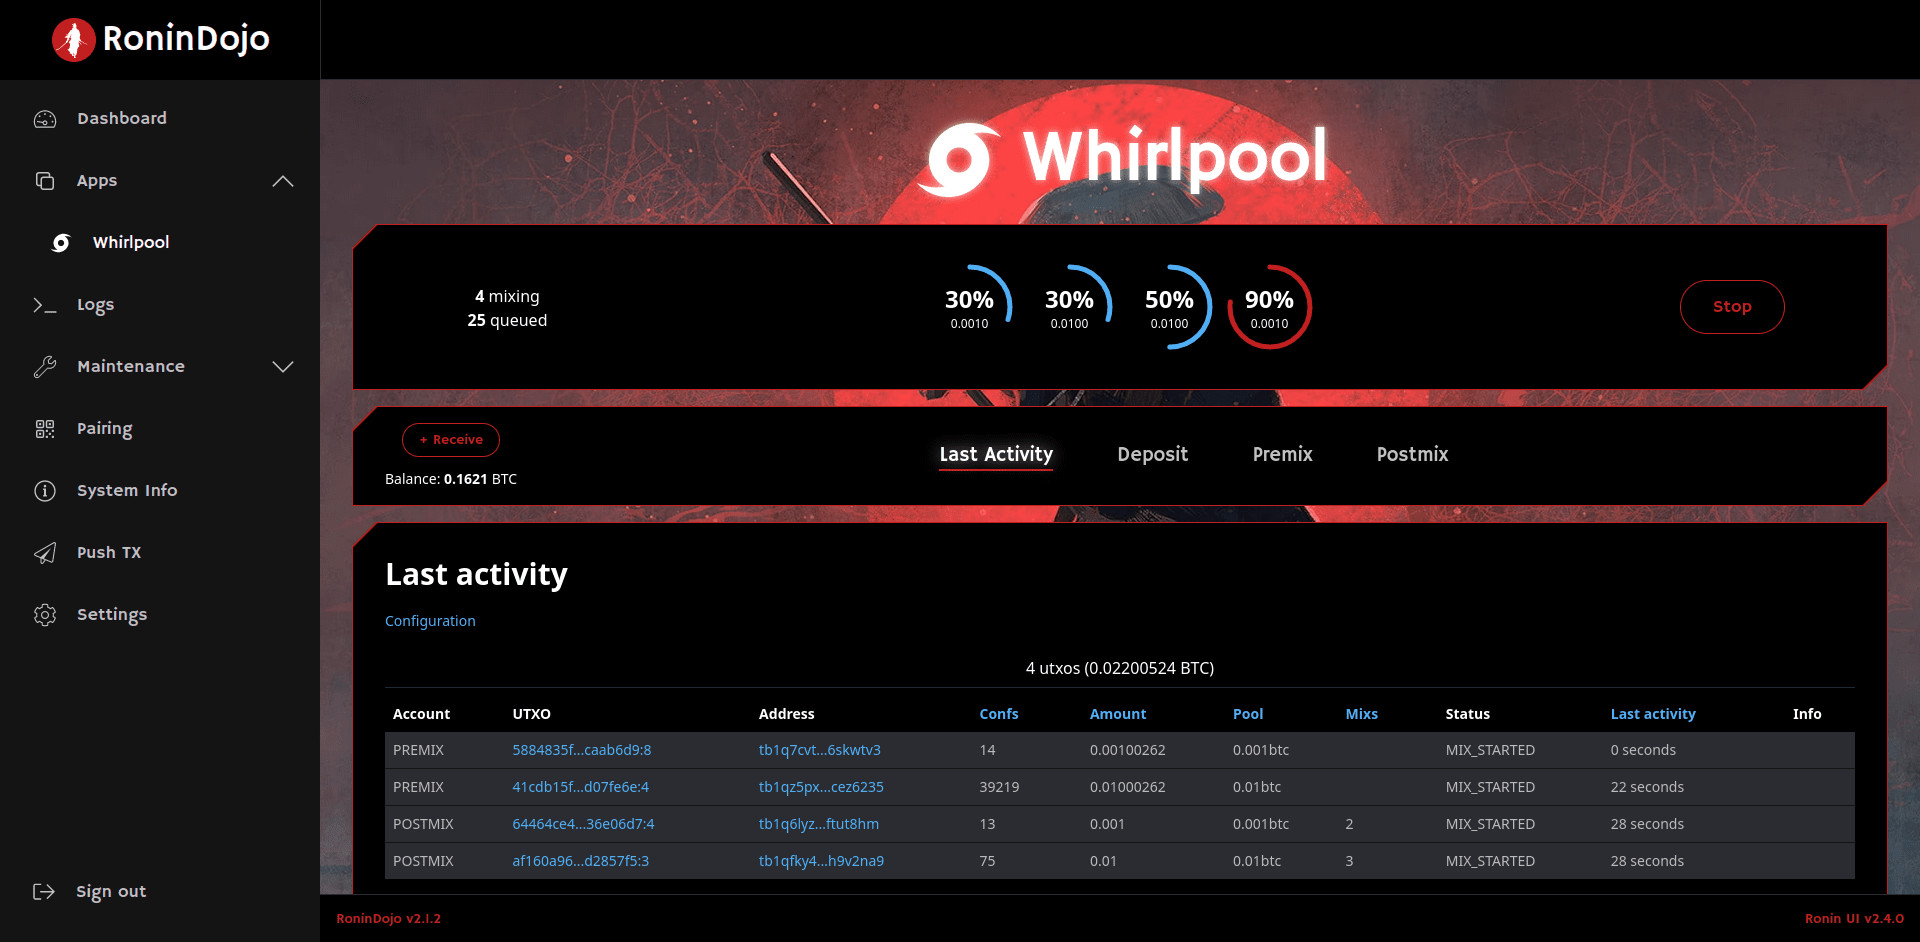 RoninDojo
Dashboard
Apps
Whirlpool
Logs
Maintenance
Pairing
System Info
Push TX
Settings
Sign out
Whirlpool
4 mixing
25 queued
30%
0.0010
30%
0.0100
50%
0.0100
90%
0.0010
Stop
+ Receive
Balance: 0.1621 BTC
Last Activity Deposit Premix Postmix
Last activity
Configuration
4 utxos (0.02200524 BTC)
Account UTXO Address Confs Amount Pool Mixs Status Last activity Info
PREMIX 5884835f...caab6d9:8 tb1q7cvt...6skwtv3 14 0.00100262 0.001btc MIX_STARTED 0 seconds
PREMIX 41cdb15f...d07fe6e:4 tb1qz5px...cez6235 39219 0.01000262 0.01btc MIX_STARTED 22 seconds
POSTMIX 64464ce4...36e06d7:4 tb1q6lyz...ftut8hm 13 0.001 0.001btc 2 MIX_STARTED 28 seconds
POSTMIX af160a96...d2857f5:3 tb1qfky4...h9v2na9 75 0.01 0.01btc 3 MIX_STARTED 28 seconds
RoninDojo v2.1.2 Ronin UI v2.4.0